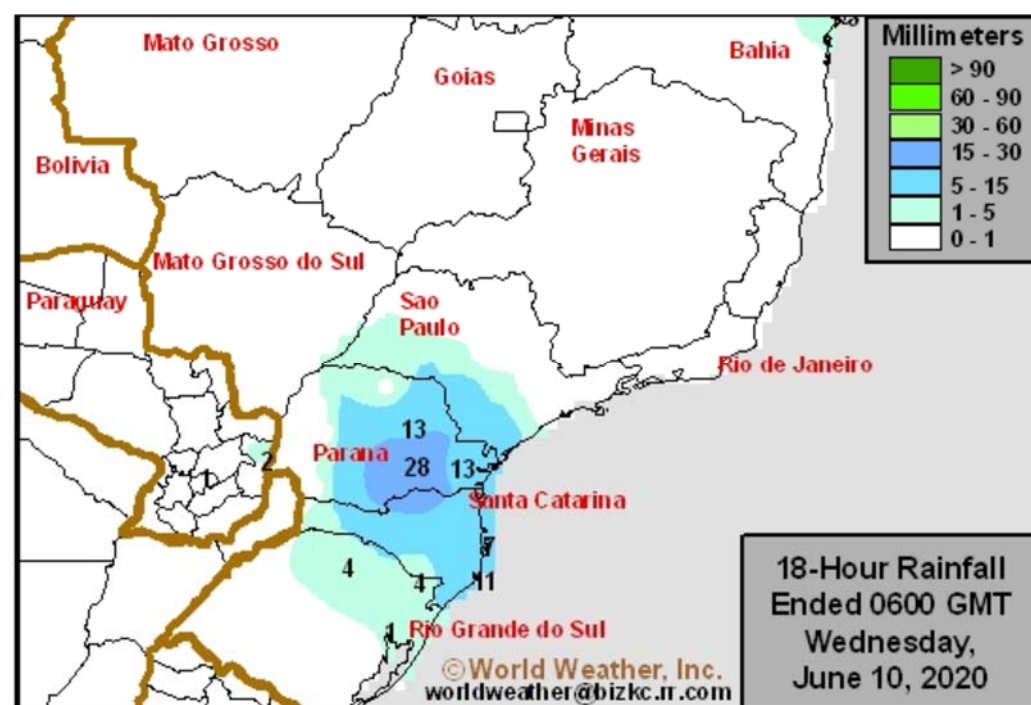 Mato Grosso
Goias
Bahia
Minas
Gerais
Bolivia
Mato Grosso do Sul
Paraguay
Sao
Paulo
Rio de Janeiro
13
Parana
28
13
2
1
Santa Catarina
7
4
4
11
1
Rio Grande do Sul
©World Weather, Inc.
worldweather@bizkc.rr.com
Millimeters
> 90
60 - 90
30 - 60
15 - 30
5 - 15
1 - 5
0 - 1
18-Hour Rainfall
Ended 0600 GMT
Wednesday,
June 10, 2020